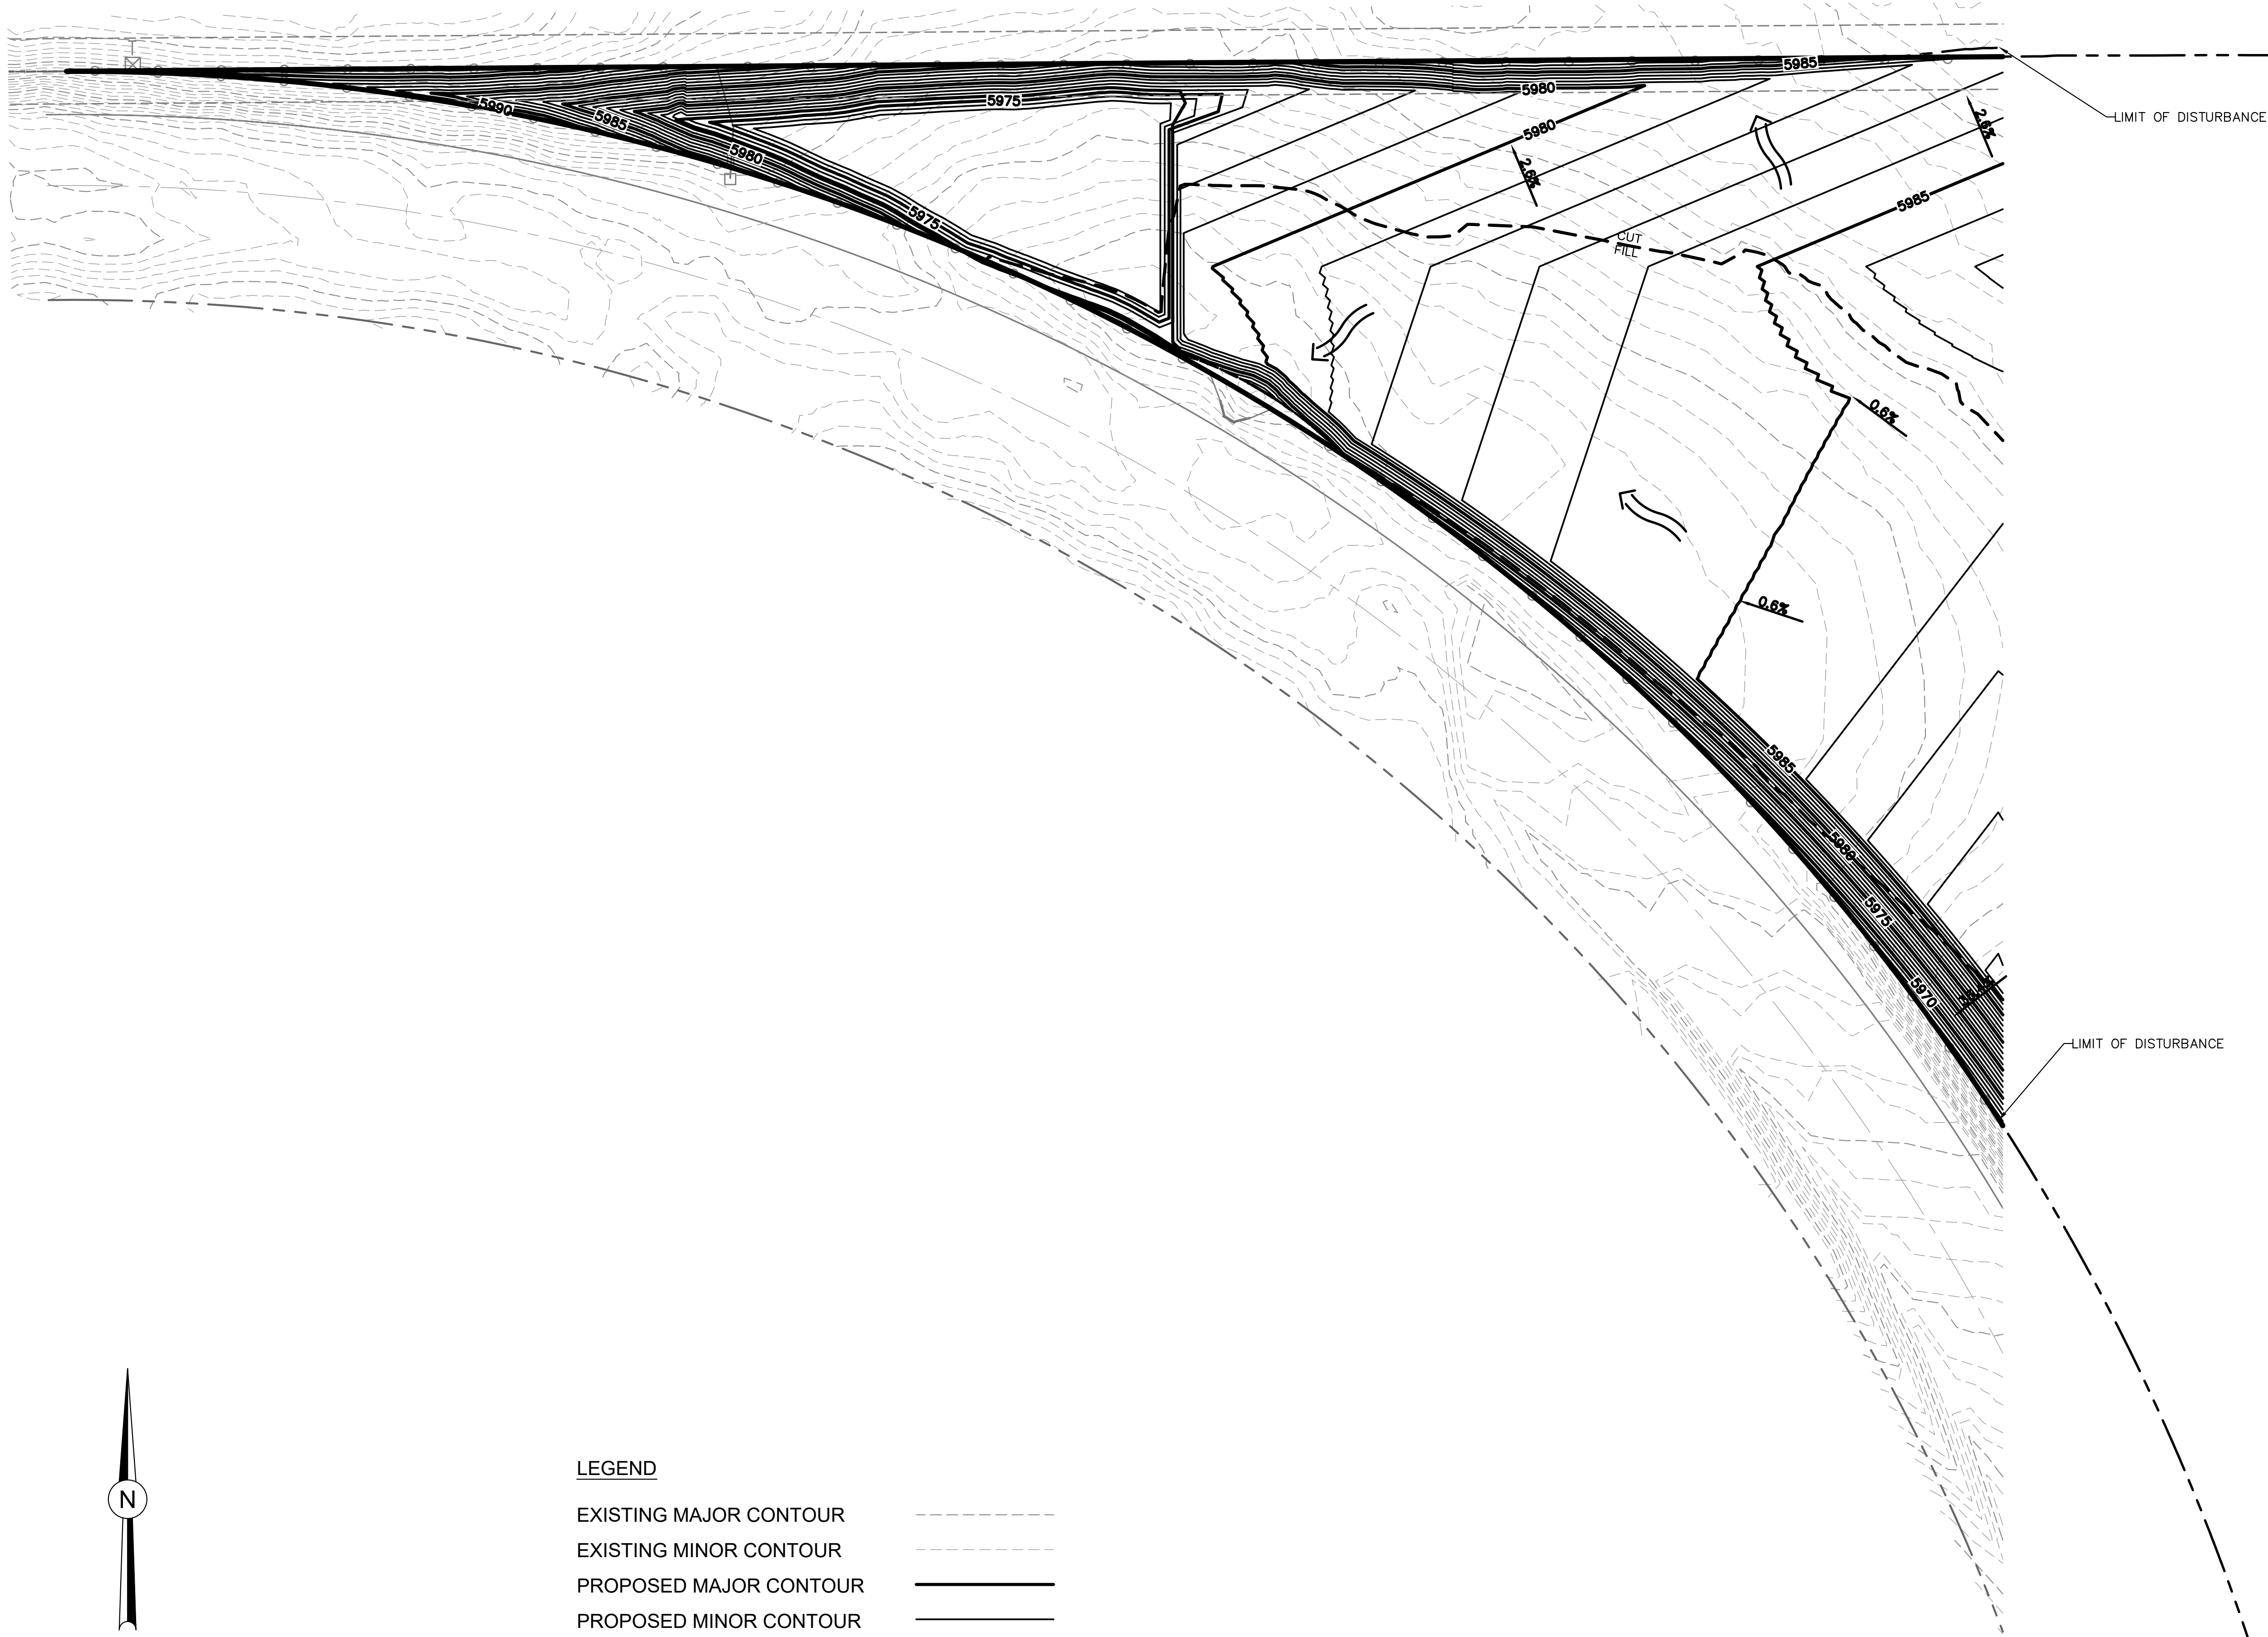 5985
LIMIT OF DISTURBANCE
5980
5975
5990
5985
5980
5980
2.6%
2.6%
5985
5975
CUT
FILL
0.6%
0.6%
5985
5980
5975
5970
LIMIT OF DISTURBANCE
LEGEND
EXISTING MAJOR CONTOUR
EXISTING MINOR CONTOUR
PROPOSED MAJOR CONTOUR
PROPOSED MINOR CONTOUR
N